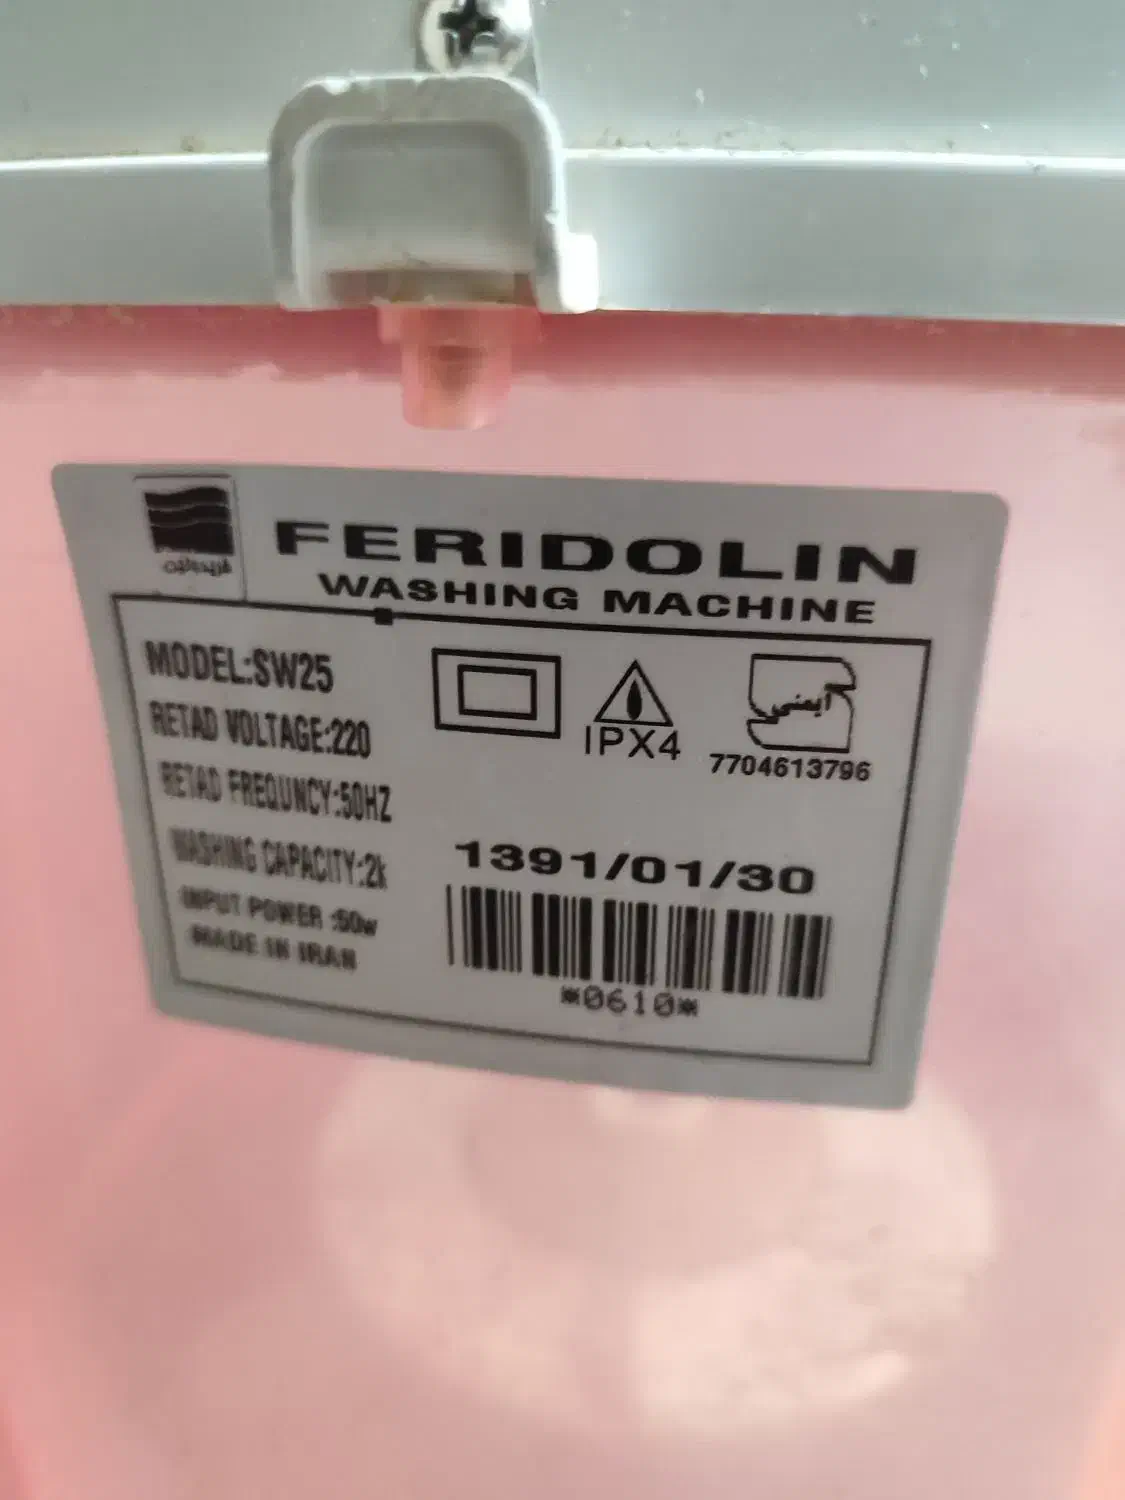 فریدولین
FERIDOLIN
WASHING MACHINE
MODEL:SW25
RETAD VOLTAGE:220
RETAD FREQUNCY:50HZ
WASHING CAPACITY:2k
INPUT POWER :50w
MADE IN IRAN
IPX4
ایمنی
7704613796
1391/01/30
*0610*